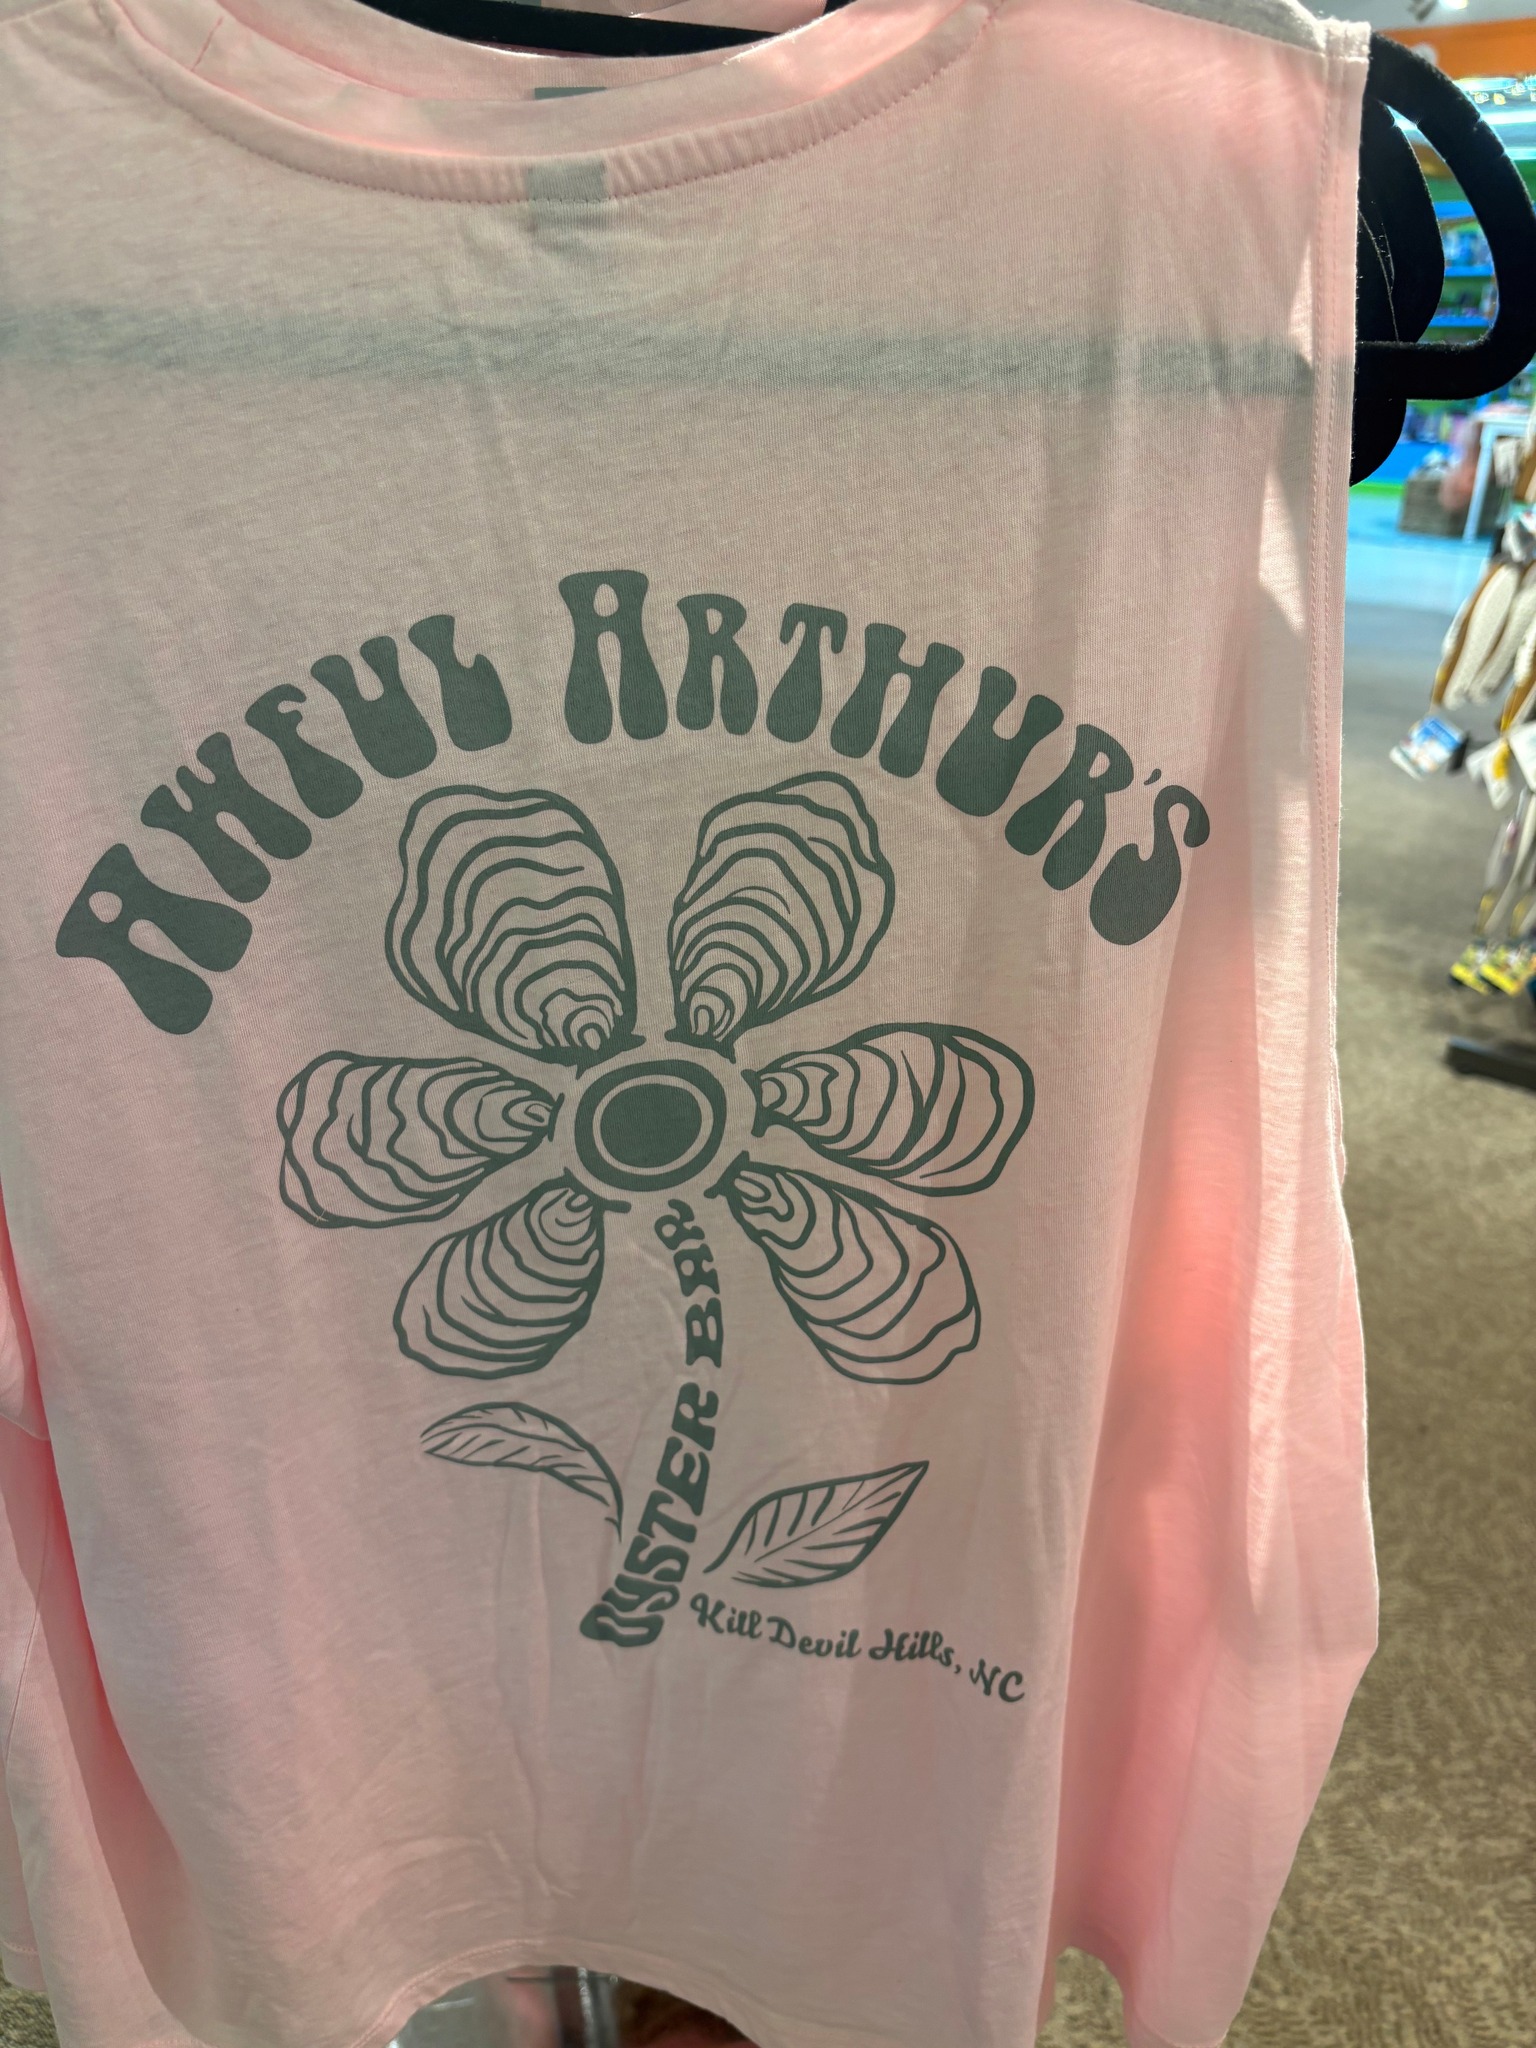 AWFUL ARTHUR'S
OYSTER BAR
Kill Devil Hills, NC